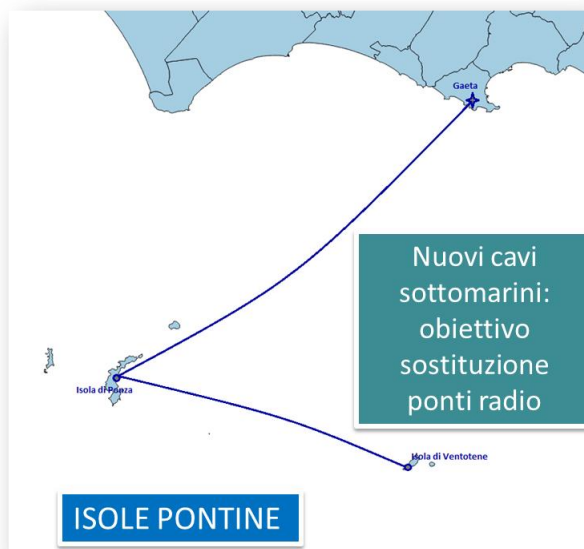 Gaeta
Nuovi cavi
sottomarini:
obiettivo
sostituzione
ponti radio
Isola di Ponza
Isola di Ventotene
ISOLE PONTINE